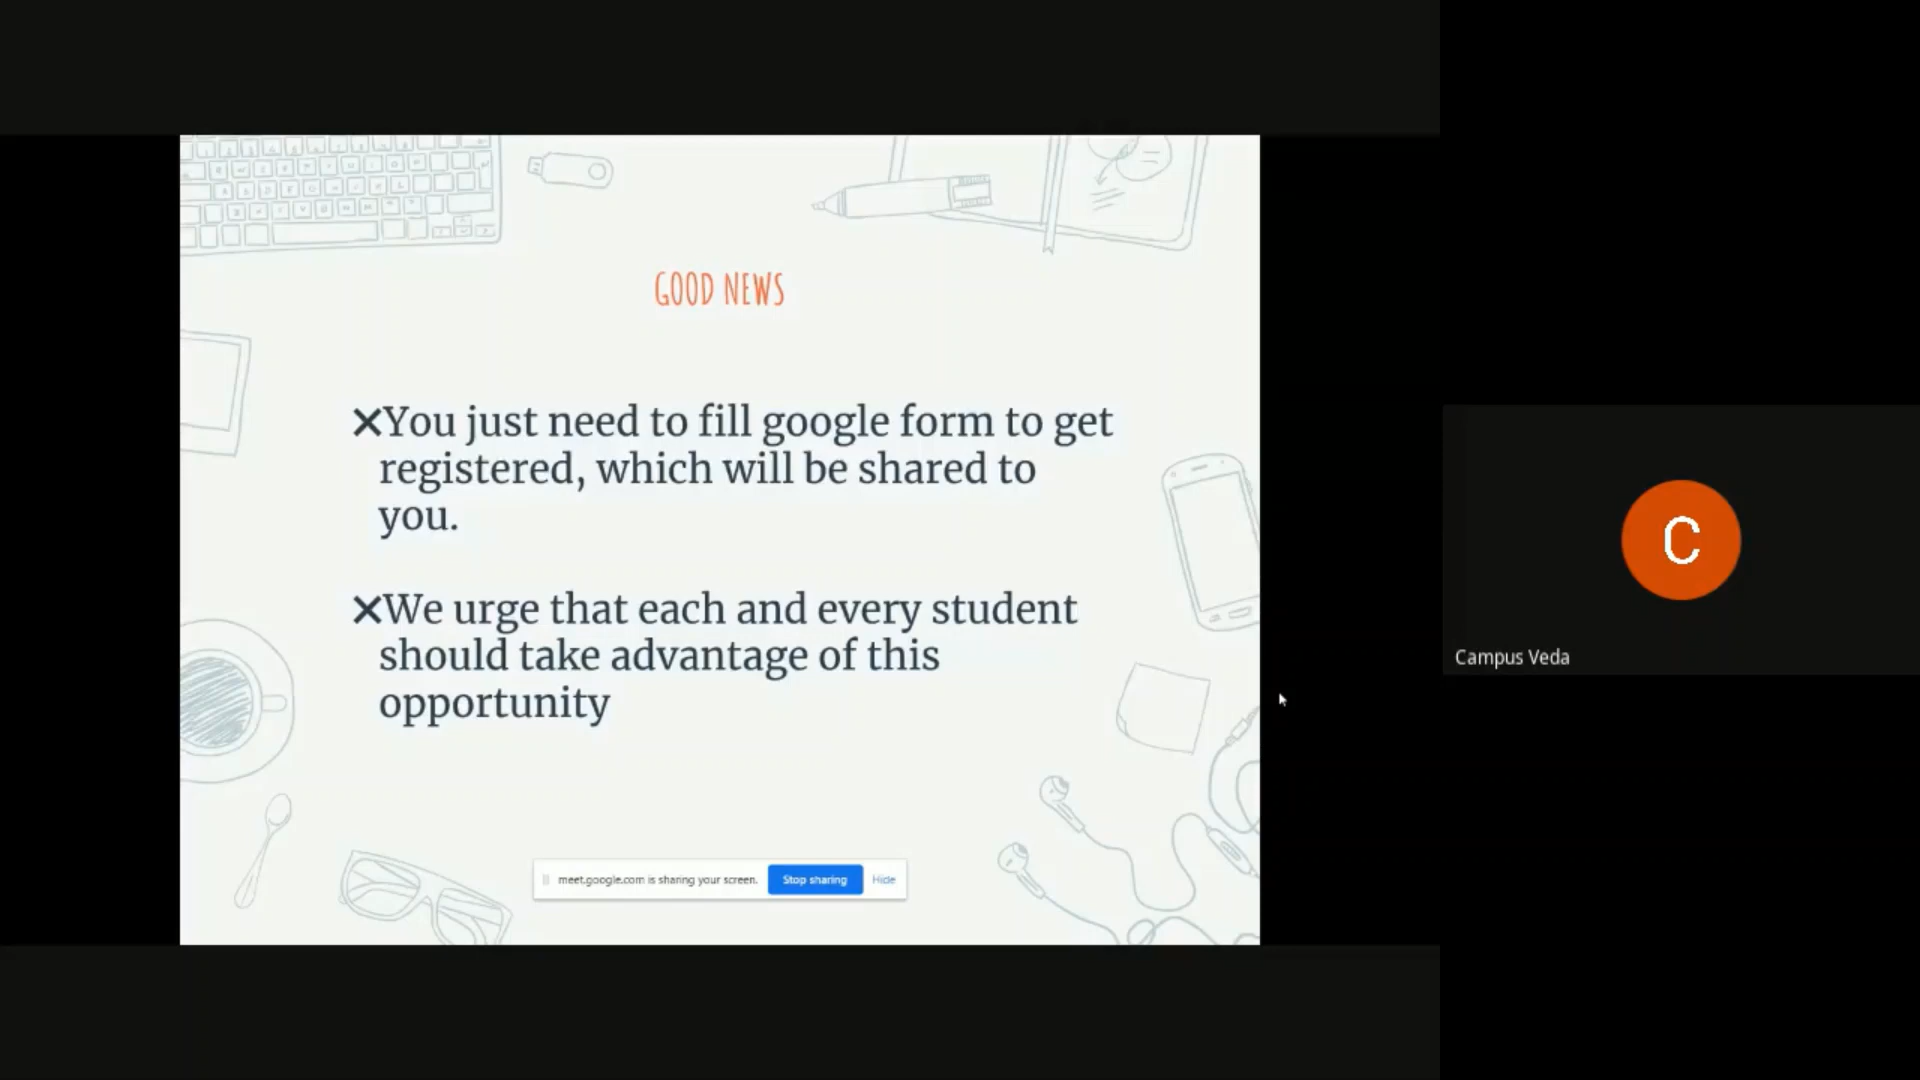 GOOD NEWS
✕You just need to fill google form to get
registered, which will be shared to
you.
✕We urge that each and every student
should take advantage of this
opportunity
meet.google.com is sharing your screen. Stop sharing Hide
C
Campus Veda